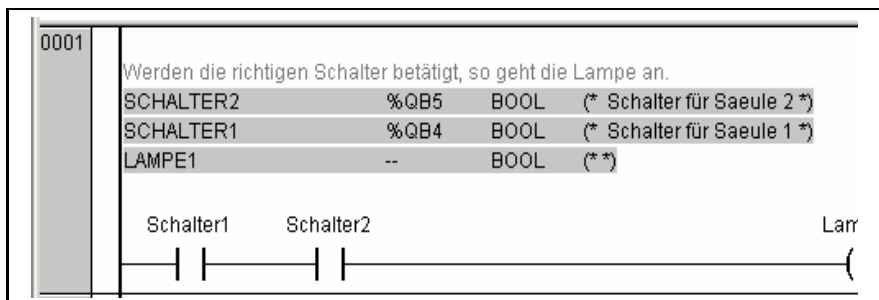 0001
Werden die richtigen Schalter betätigt, so geht die Lampe an.
SCHALTER2 %QB5 BOOL (* Schalter für Saeule 2 *)
SCHALTER1 %QB4 BOOL (* Schalter für Saeule 1 *)
LAMPE1 -- BOOL (* *)
Schalter1 Schalter2